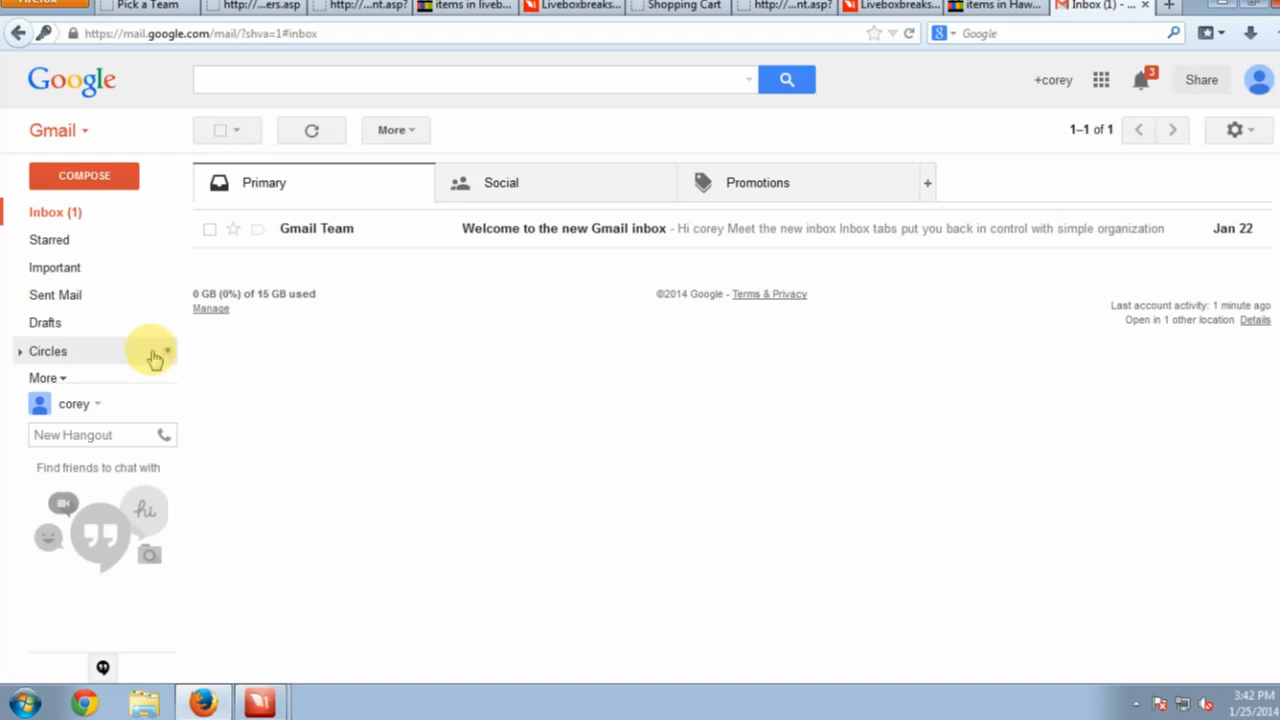 Firefox
Pick a Team
http://...ers.asp
http://...nt.asp?
items in liveb...
Liveboxbreaks...
Shopping Cart
http://...nt.asp?
Liveboxbreaks...
items in Haw...
Inbox (1) - ...
https://mail.google.com/mail/?shva=1#inbox
Google
Google
+corey
3
Share
Gmail
More
1–1 of 1
COMPOSE
Primary
Social
Promotions
+
Inbox (1)
Gmail Team
Welcome to the new Gmail inbox - Hi corey Meet the new inbox Inbox tabs put you back in control with simple organization
Jan 22
Starred
Important
Sent Mail
Drafts
Circles
More
0 GB (0%) of 15 GB used
Manage
©2014 Google - Terms & Privacy
Last account activity: 1 minute ago
Open in 1 other location Details
corey
New Hangout
Find friends to chat with
hi
3:42 PM
1/25/2014